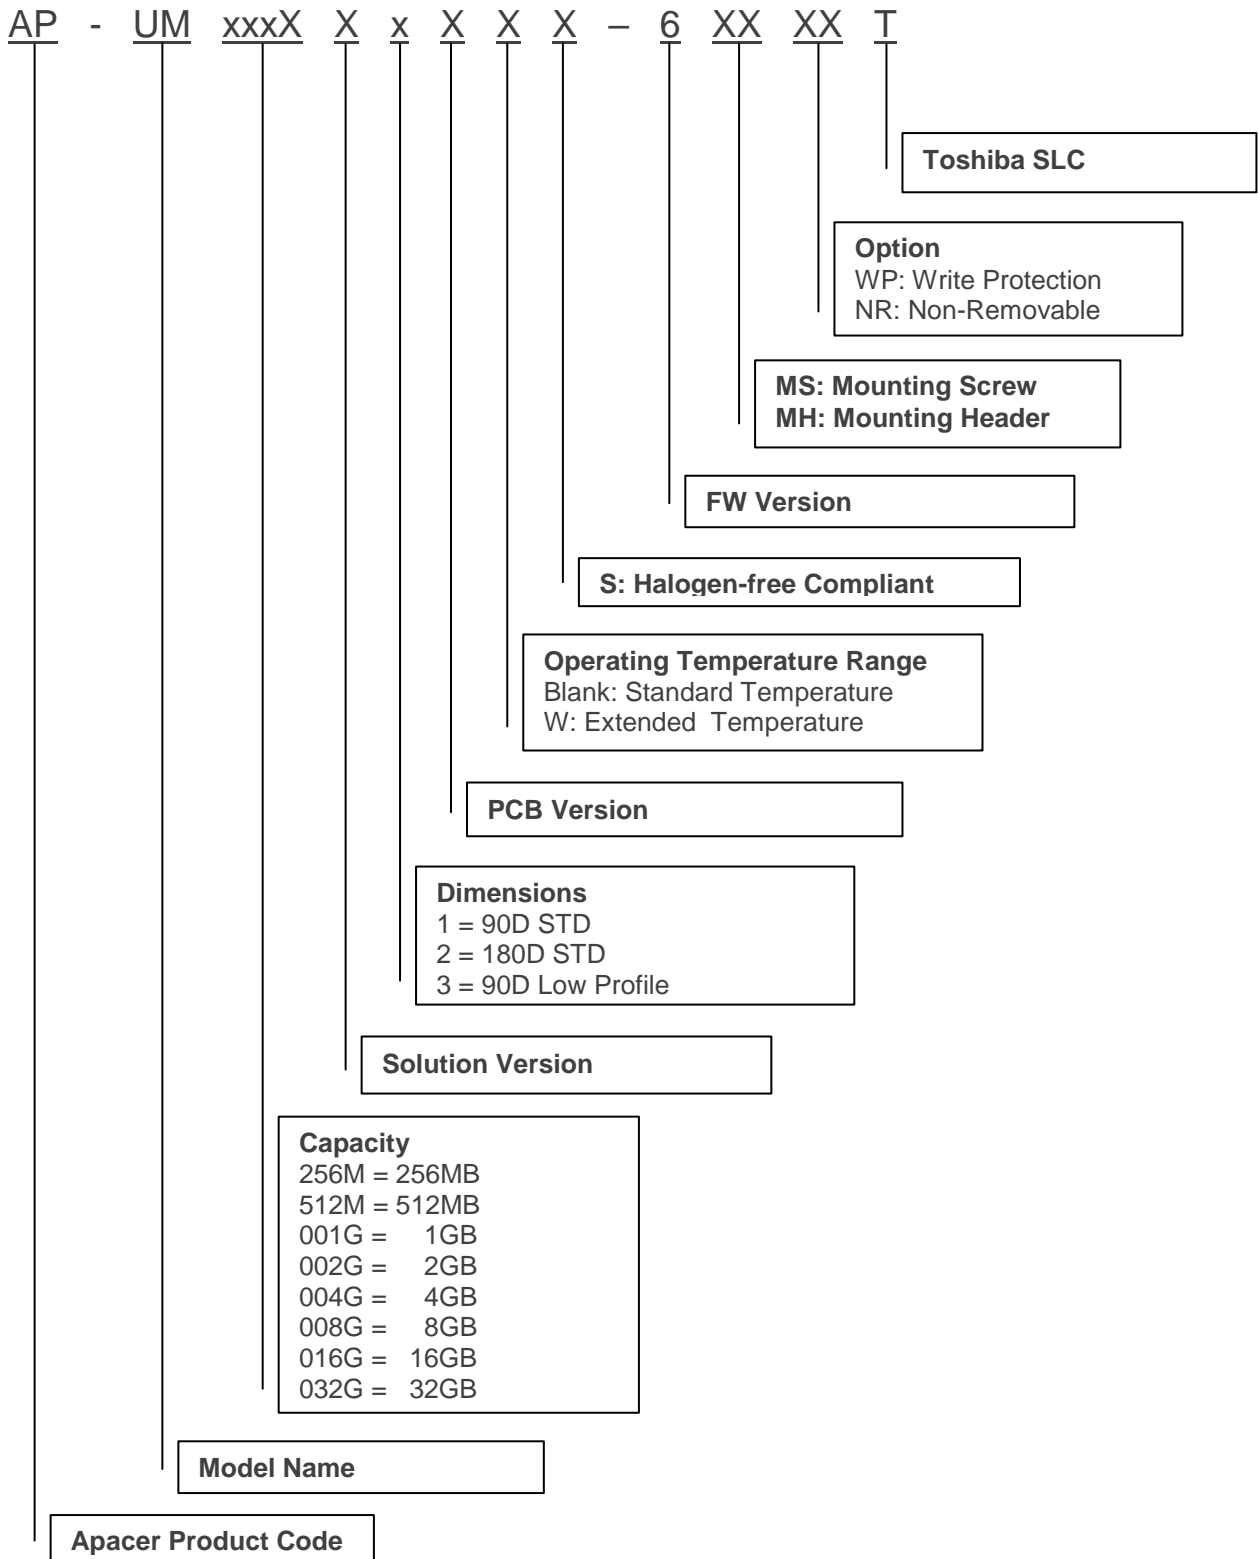 AP - UM xxxX X x X X X – 6 XX XX T
Toshiba SLC
Option
WP: Write Protection
NR: Non-Removable
MS: Mounting Screw
MH: Mounting Header
FW Version
S: Halogen-free Compliant
Operating Temperature Range
Blank: Standard Temperature
W: Extended Temperature
PCB Version
Dimensions
1 = 90D STD
2 = 180D STD
3 = 90D Low Profile
Solution Version
Capacity
256M = 256MB
512M = 512MB
001G = 1GB
002G = 2GB
004G = 4GB
008G = 8GB
016G = 16GB
032G = 32GB
Model Name
Apacer Product Code